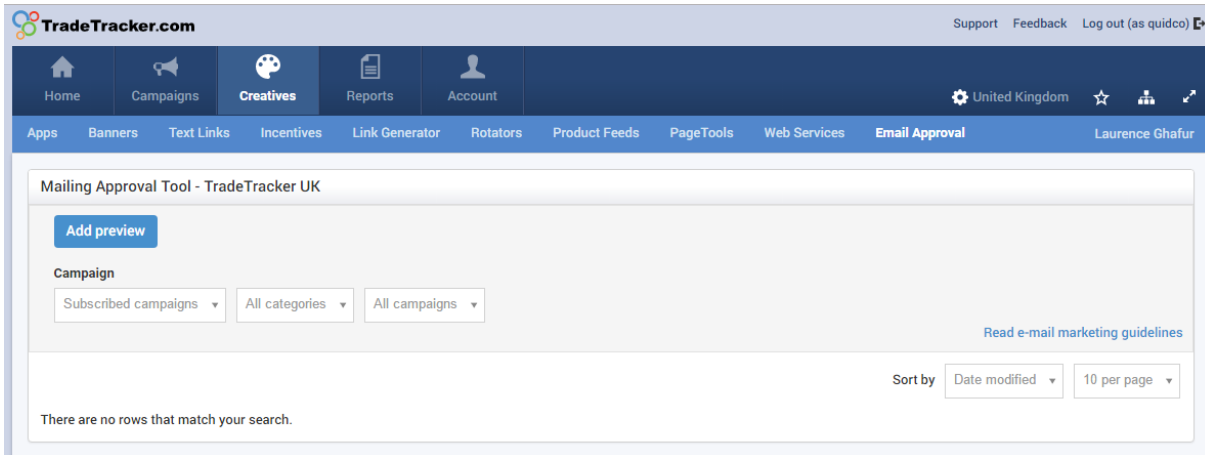 TradeTracker.com
Support Feedback Log out (as quidco)
Home Campaigns Creatives Reports Account United Kingdom
Apps Banners Text Links Incentives Link Generator Rotators Product Feeds PageTools Web Services Email Approval Laurence Ghafur
Mailing Approval Tool - TradeTracker UK
Add preview
Campaign
Subscribed campaigns All categories All campaigns
Read e-mail marketing guidelines
Sort by Date modified 10 per page
There are no rows that match your search.